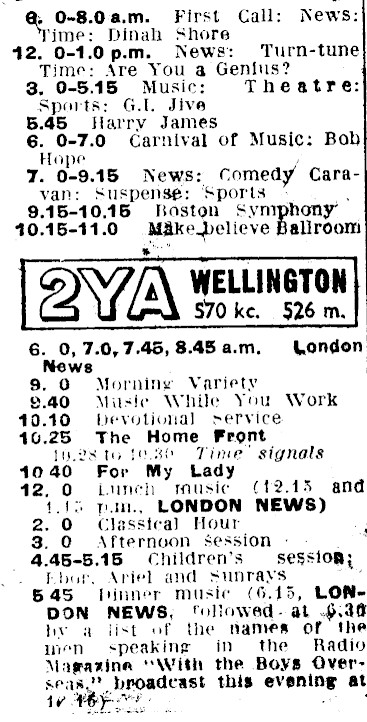 6. 0-8.0 a.m. First Call: News:
Time: Dinah Shore
12. 0-1.0 p.m. News: Turn-tune
Time: Are You a Genius?
3. 0-5.15 Music: Theatre:
Sports: G.I. Jive
5.45 Harry James
6. 0-7.0 Carnival of Music: Bob
Hope
7. 0-9.15 News: Comedy Cara-
van: Suspense: Sports
9.15-10.15 Boston Symphony
10.15-11.0 Make believe Ballroom
2YA WELLINGTON
570 kc. 526 m.
6. 0, 7.0, 7.45, 8.45 a.m. London
News
9. 0 Morning Variety
9.40 Music While You Work
10.10 Devotional Service
10.25 The Home Front
10.28 to 10.30 Time signals
10.40 For My Lady
12. 0 Lunch music (12.15 and
1.15 p.m., LONDON NEWS)
2. 0 Classical Hour
3. 0 Afternoon session
4.45-5.15 Children's session:
Ebor, Ariel and Sunrays
5.45 Dinner music (6.15, LON-
DON NEWS, followed at 6.30
by a list of the names of the
men speaking in the Radio
Magazine "With the Boys Over-
seas," broadcast this evening at